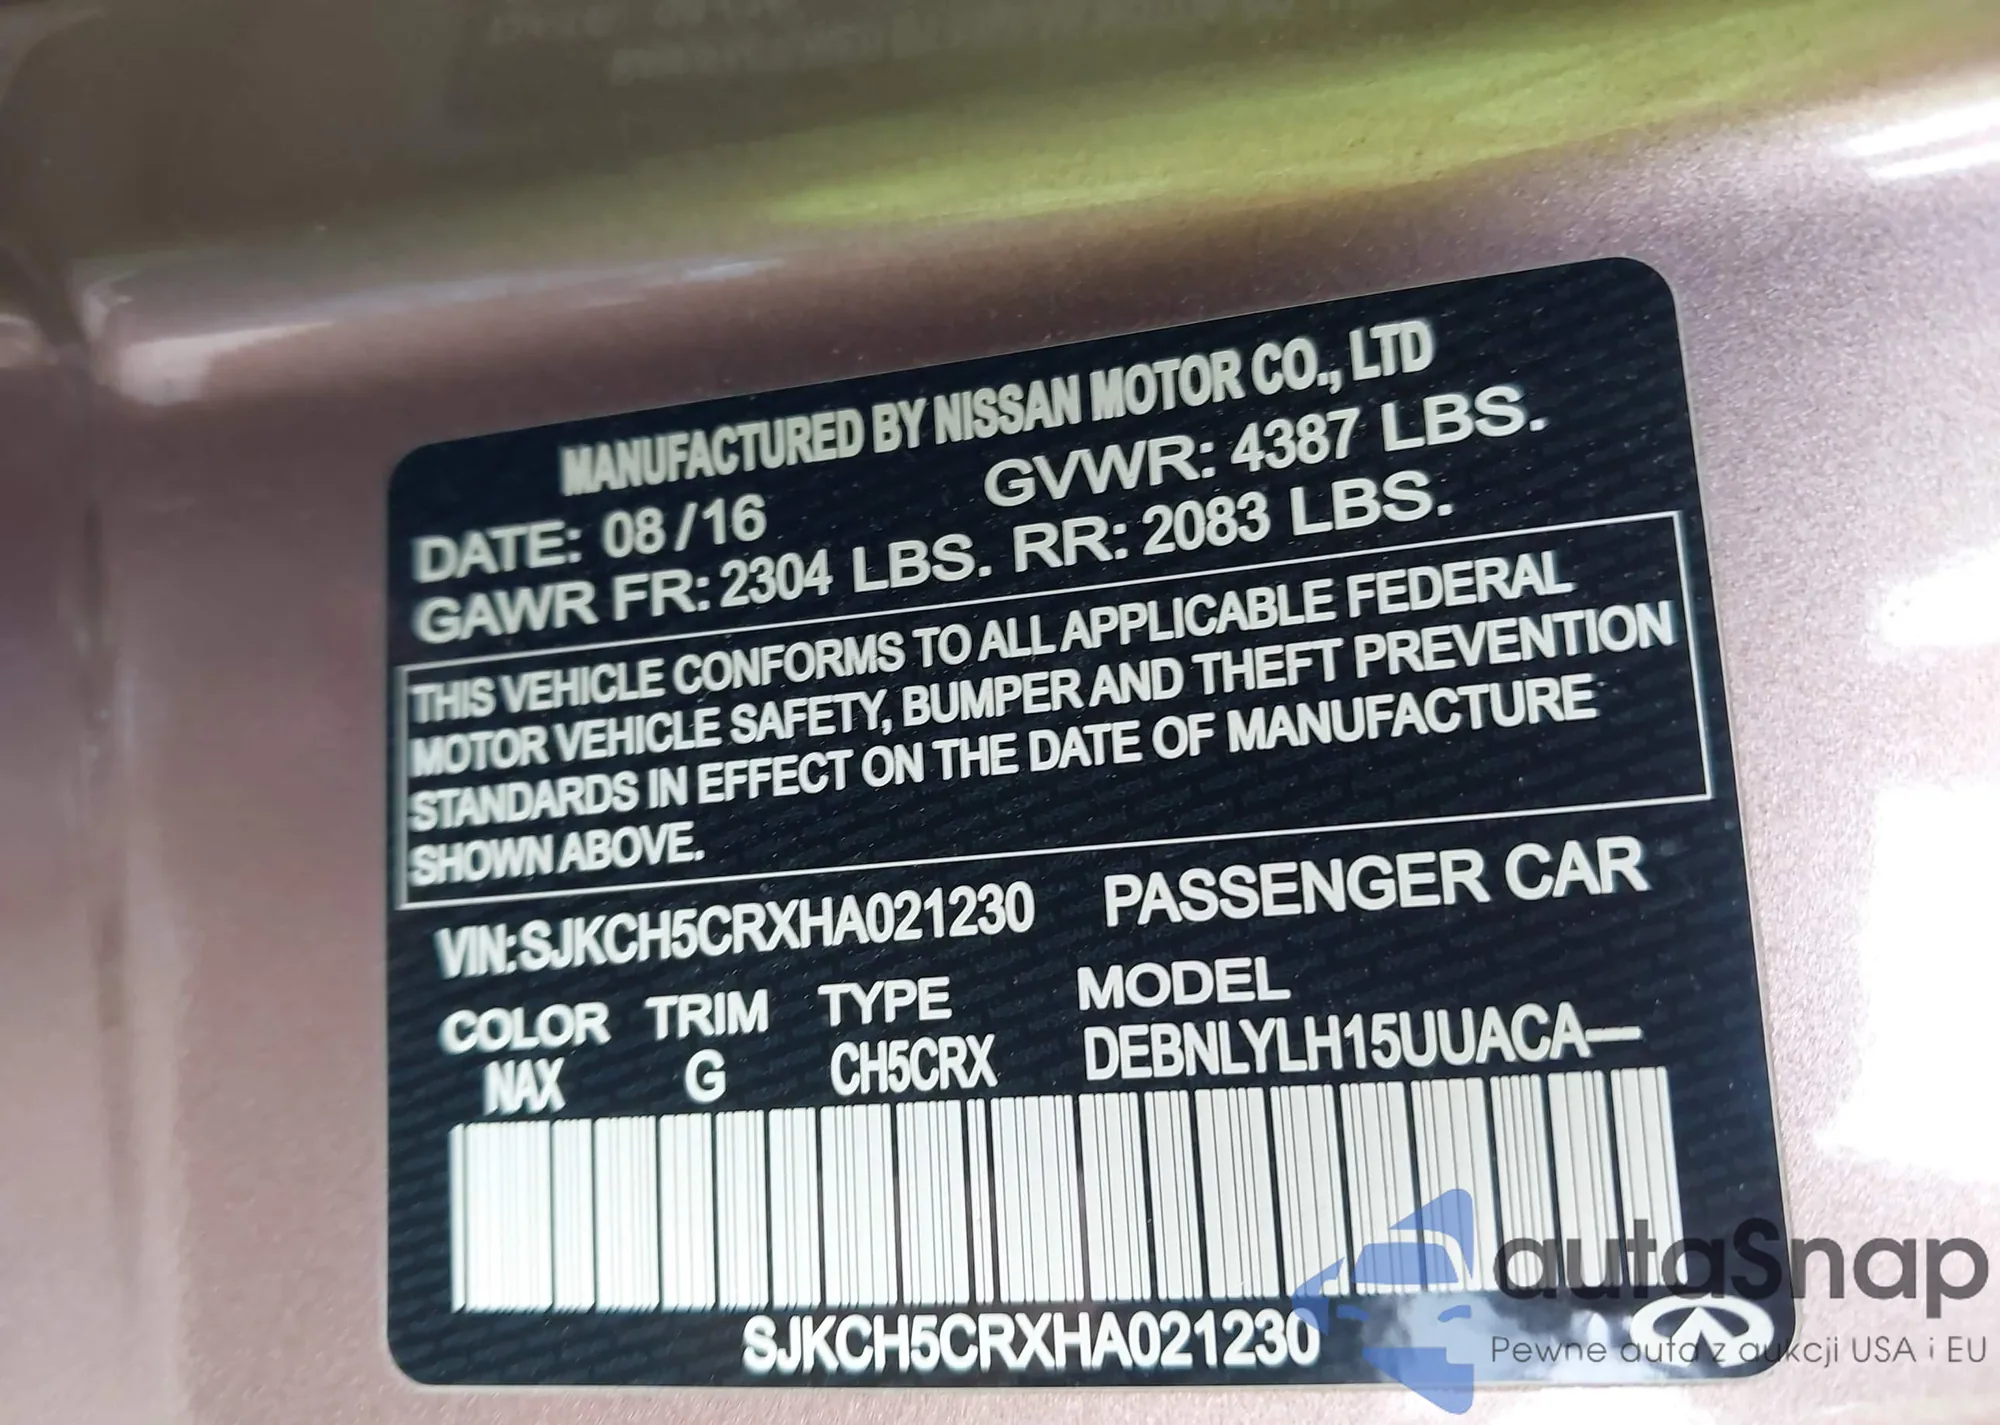 MANUFACTURED BY NISSAN MOTOR CO., LTD
DATE: 08/16 GVWR: 4387 LBS.
GAWR FR: 2304 LBS. RR: 2083 LBS.
THIS VEHICLE CONFORMS TO ALL APPLICABLE FEDERAL
MOTOR VEHICLE SAFETY, BUMPER AND THEFT PREVENTION
STANDARDS IN EFFECT ON THE DATE OF MANUFACTURE
SHOWN ABOVE.
VIN: SJKCH5CRXHA021230 PASSENGER CAR
COLOR TRIM TYPE MODEL
NAX G CH5CRX DEBNLYLH15UUACA—
SJKCH5CRXHA021230
autaSnap
Pewne auta z aukcji USA i EU